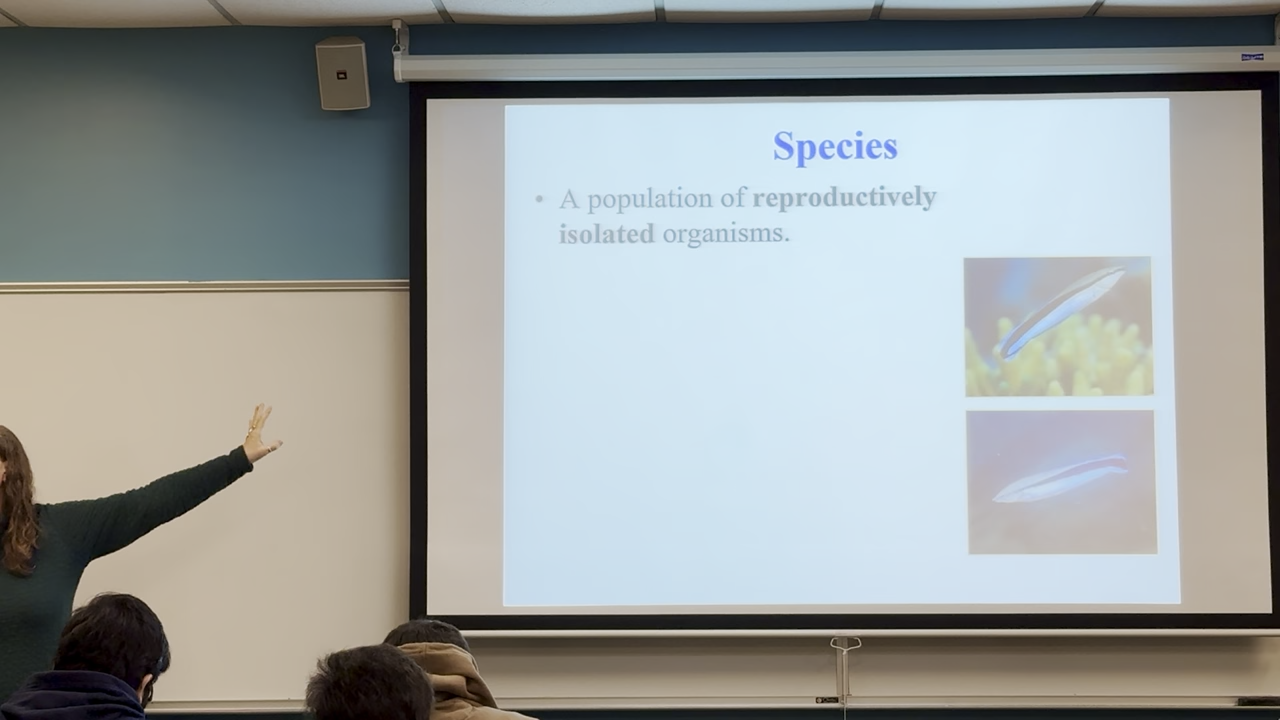 Species
• A population of reproductively
isolated organisms.